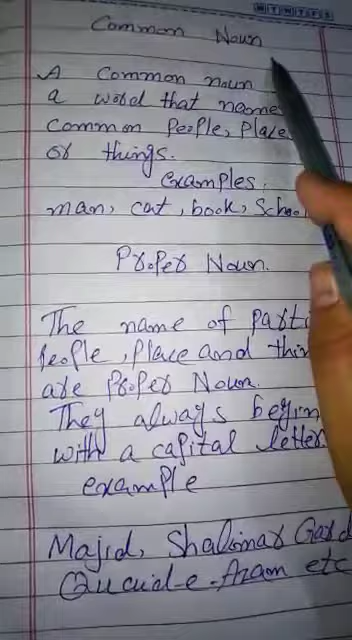 M T W T F S
Common Noun
A Common noun
a word that name
Common People, Place
or things.
Examples,
man, cat, book, Schoo
Proper Noun.
The name of parti
People, Place and thin
are Proper Noun.
They always begin
with a capital letter
example
Majid, Shalimar Gard
Quaid-e-Azam etc